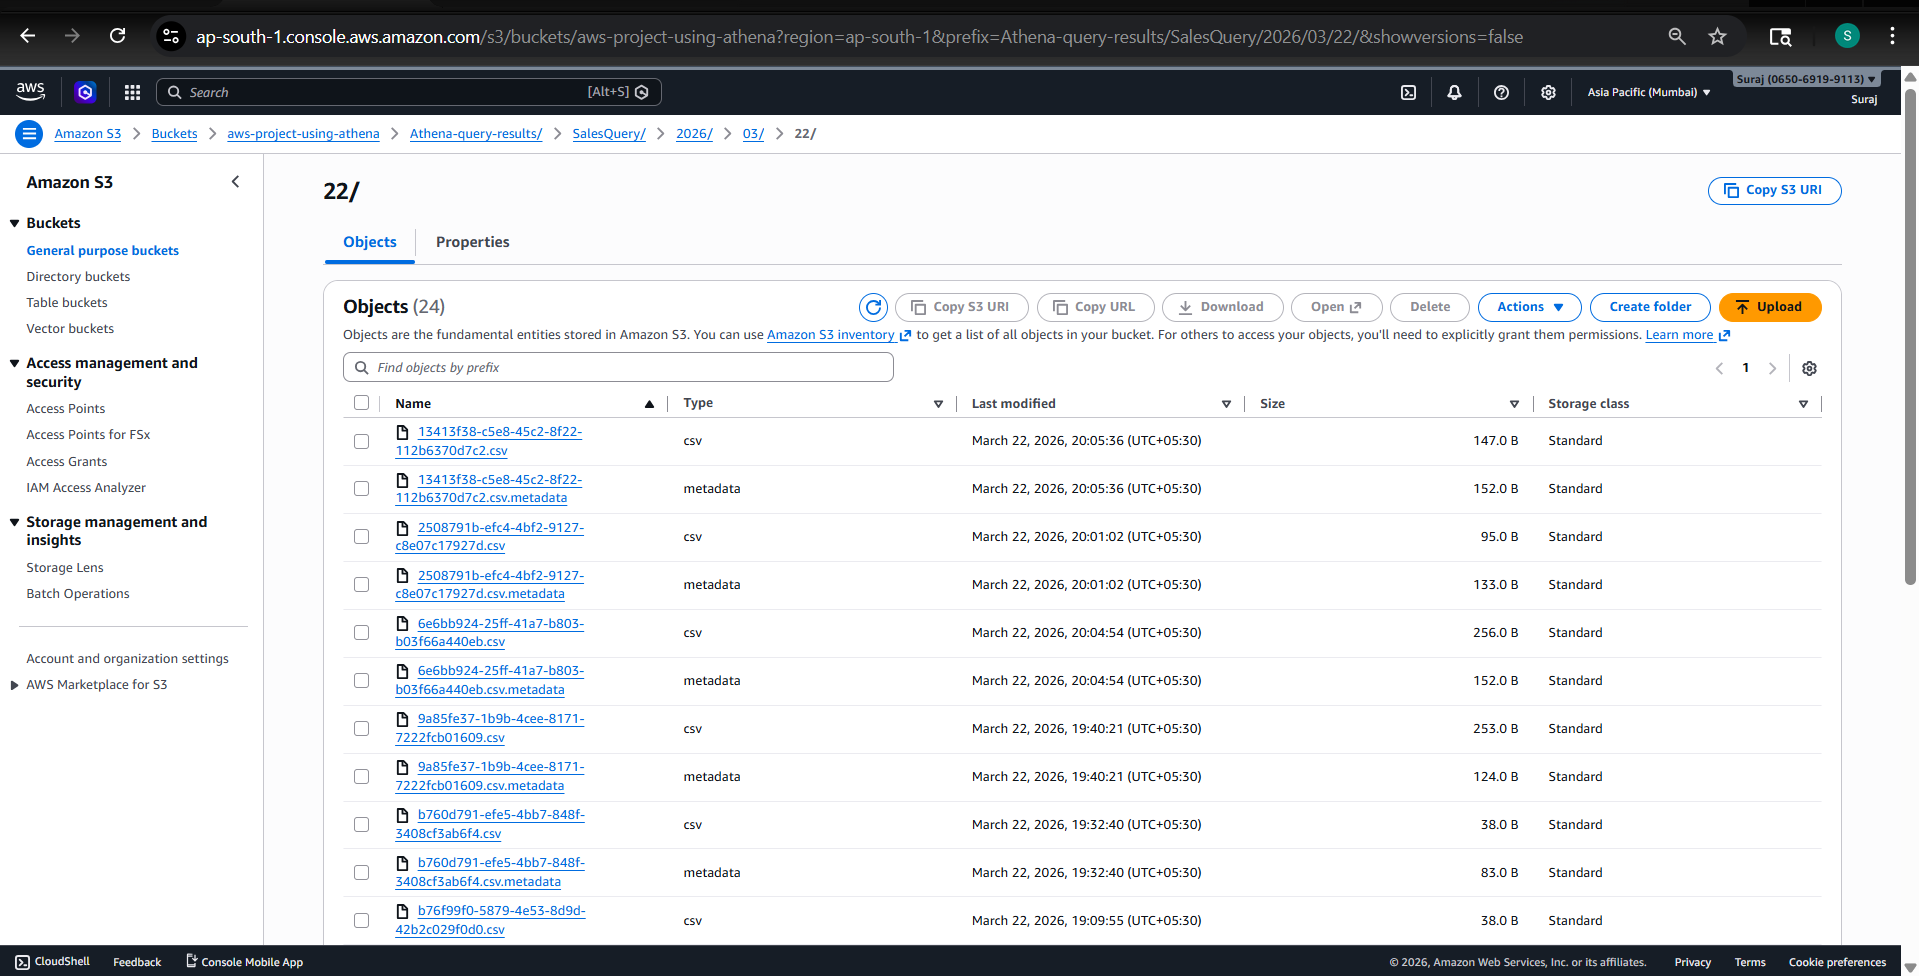 ap-south-1.console.aws.amazon.com/s3/buckets/aws-project-using-athena?region=ap-south-1&prefix=Athena-query-results/SalesQuery/2026/03/22/&showversions=false
S
aws
Search [Alt+S]
Asia Pacific (Mumbai) ▼
Suraj (0650-6919-9113) ▼
Suraj
Amazon S3 > Buckets > aws-project-using-athena > Athena-query-results/ > SalesQuery/ > 2026/ > 03/ > 22/
Amazon S3
Buckets
General purpose buckets
Directory buckets
Table buckets
Vector buckets
Access management and
security
Access Points
Access Points for FSx
Access Grants
IAM Access Analyzer
Storage management and
insights
Storage Lens
Batch Operations
Account and organization settings
AWS Marketplace for S3
22/
Copy S3 URI
Objects Properties
Objects (24)
Copy S3 URI Copy URL Download Open Delete Actions ▼ Create folder Upload
Objects are the fundamental entities stored in Amazon S3. You can use Amazon S3 inventory to get a list of all objects in your bucket. For others to access your objects, you'll need to explicitly grant them permissions. Learn more
Find objects by prefix
< 1 >
Name Type Last modified Size Storage class
13413f38-c5e8-45c2-8f22-
112b6370d7c2.csv csv March 22, 2026, 20:05:36 (UTC+05:30) 147.0 B Standard
13413f38-c5e8-45c2-8f22-
112b6370d7c2.csv.metadata metadata March 22, 2026, 20:05:36 (UTC+05:30) 152.0 B Standard
2508791b-efc4-4bf2-9127-
c8e07c17927d.csv csv March 22, 2026, 20:01:02 (UTC+05:30) 95.0 B Standard
2508791b-efc4-4bf2-9127-
c8e07c17927d.csv.metadata metadata March 22, 2026, 20:01:02 (UTC+05:30) 133.0 B Standard
6e6bb924-25ff-41a7-b803-
b03f66a440eb.csv csv March 22, 2026, 20:04:54 (UTC+05:30) 256.0 B Standard
6e6bb924-25ff-41a7-b803-
b03f66a440eb.csv.metadata metadata March 22, 2026, 20:04:54 (UTC+05:30) 152.0 B Standard
9a85fe37-1b9b-4cee-8171-
7222fcb01609.csv csv March 22, 2026, 19:40:21 (UTC+05:30) 253.0 B Standard
9a85fe37-1b9b-4cee-8171-
7222fcb01609.csv.metadata metadata March 22, 2026, 19:40:21 (UTC+05:30) 124.0 B Standard
b760d791-efe5-4bb7-848f-
3408cf3ab6f4.csv csv March 22, 2026, 19:32:40 (UTC+05:30) 38.0 B Standard
b760d791-efe5-4bb7-848f-
3408cf3ab6f4.csv.metadata metadata March 22, 2026, 19:32:40 (UTC+05:30) 83.0 B Standard
b76f99f0-5879-4e53-8d9d-
42b2c029f0d0.csv csv March 22, 2026, 19:09:55 (UTC+05:30) 38.0 B Standard
CloudShell Feedback Console Mobile App © 2026, Amazon Web Services, Inc. or its affiliates. Privacy Terms Cookie preferences